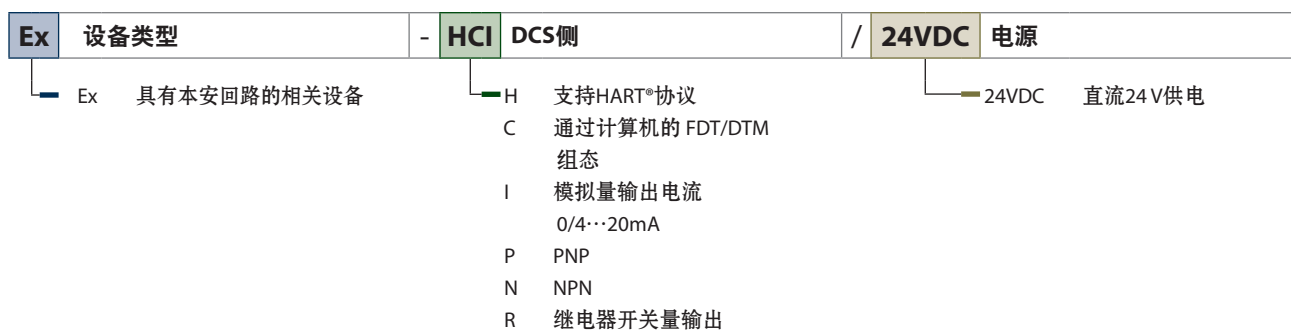 Ex 设备类型 - HCI DCS侧 / 24VDC 电源
Ex 具有本安回路的相关设备
H 支持HART®协议
C 通过计算机的 FDT/DTM
组态
I 模拟量输出电流
0/4…20mA
P PNP
N NPN
R 继电器开关量输出
24VDC 直流24 V供电